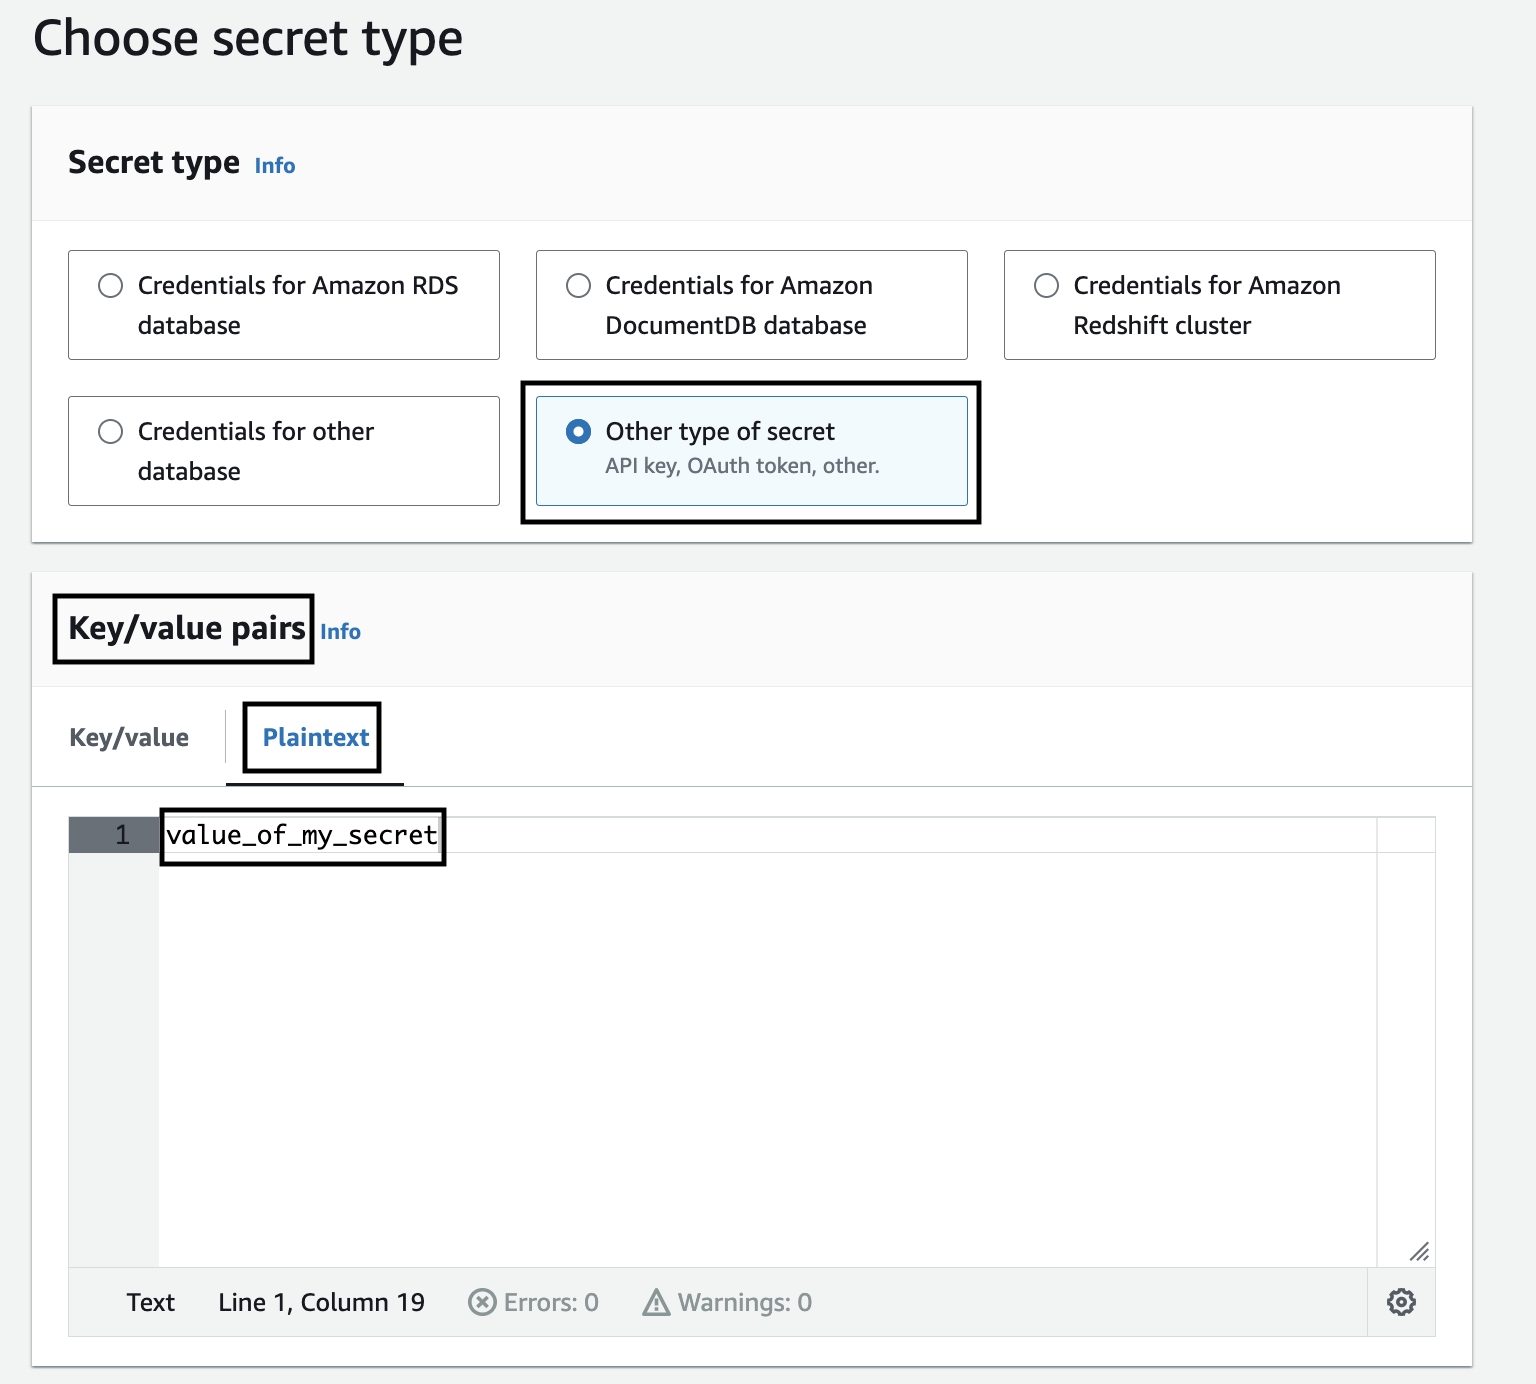 Choose secret type
Secret type Info
Credentials for Amazon RDS
database
Credentials for Amazon
DocumentDB database
Credentials for Amazon
Redshift cluster
Credentials for other
database
Other type of secret
API key, OAuth token, other.
Key/value pairs Info
Key/value Plaintext
1 value_of_my_secret
Text Line 1, Column 19 Errors: 0 Warnings: 0